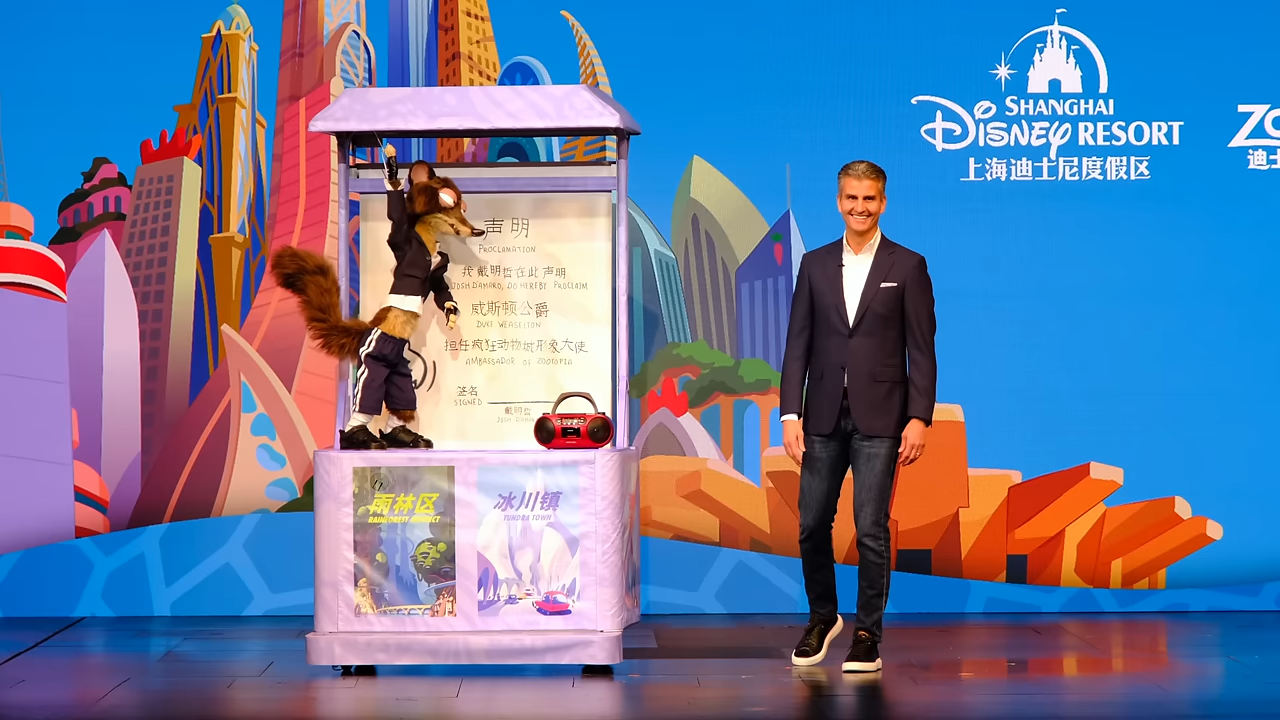 SHANGHAI
DISNEY RESORT
上海迪士尼度假区
声明
PROCLAMATION
我 戴明哲在此声明
JOSH D'AMARO, DO HEREBY PROCLAIM
威斯顿公爵
DUKE WEASELTON
担任疯狂动物城形象大使
AMBASSADOR OF ZOOTOPIA
签名
SIGNED
戴明哲
JOSH
雨林区
RAINFOREST DISTRICT
冰川镇
TUNDRA TOWN